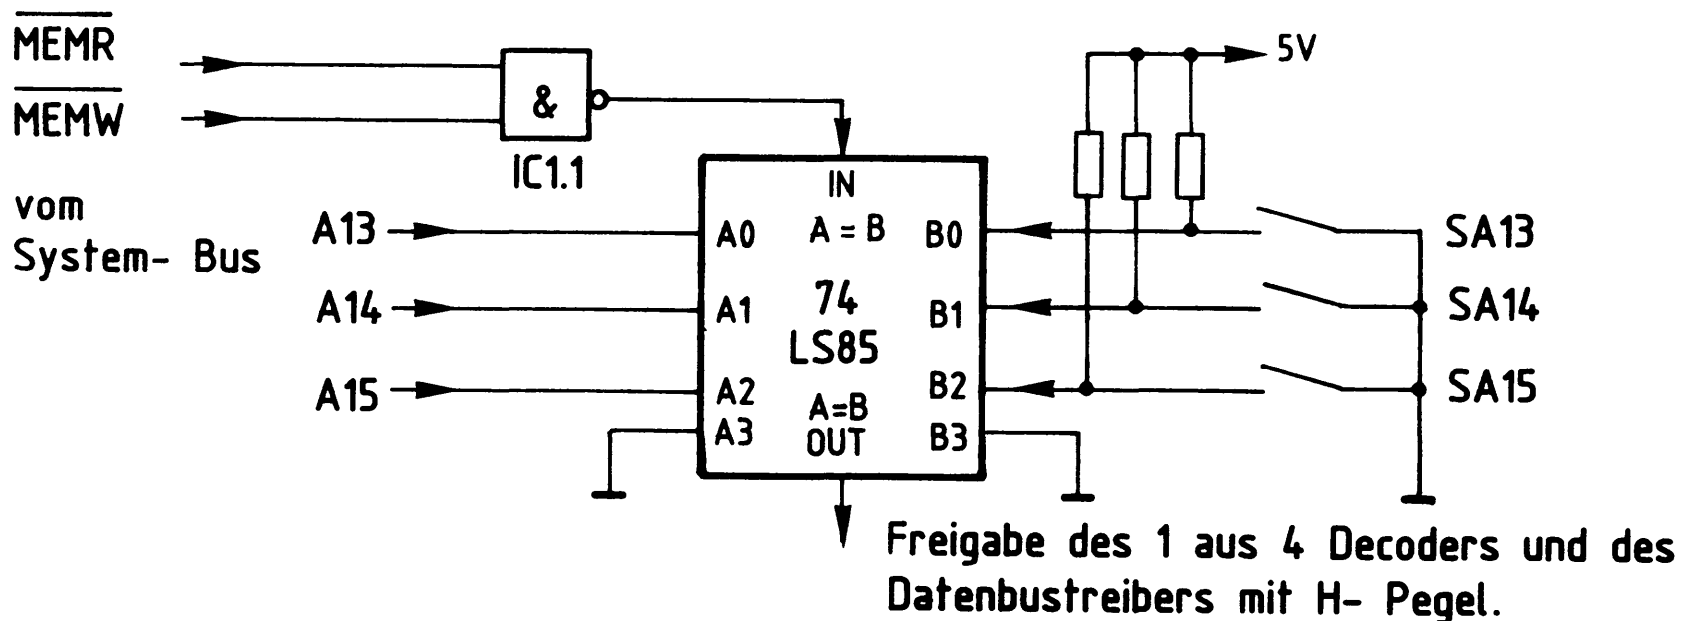 MEMR
MEMW
&
IC1.1
5V
vom
System- Bus
A13
A14
A15
IN
A = B
74
LS85
A=B
OUT
A0
A1
A2
A3
B0
B1
B2
B3
SA13
SA14
SA15
Freigabe des 1 aus 4 Decoders und des
Datenbustreibers mit H- Pegel.